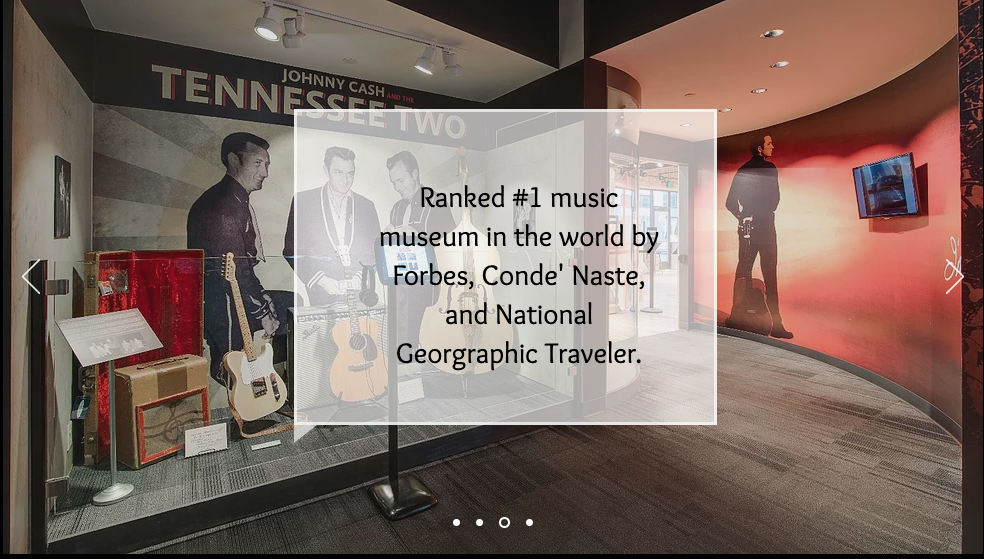 JOHNNY CASH AND THE
TENNESSEE TWO
Ranked #1 music
museum in the world by
Forbes, Conde' Naste,
and National
Georgraphic Traveler.